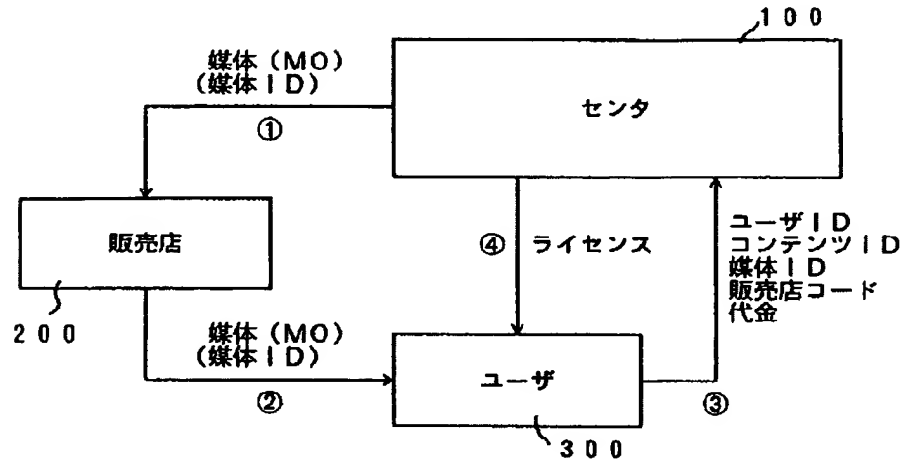 100
媒体(MO)
(媒体ID)
センタ
①
販売店
ユーザID
コンテンツID
媒体ID
販売店コード
代金
④ ライセンス
200
媒体(MO)
(媒体ID)
ユーザ
②
③
300